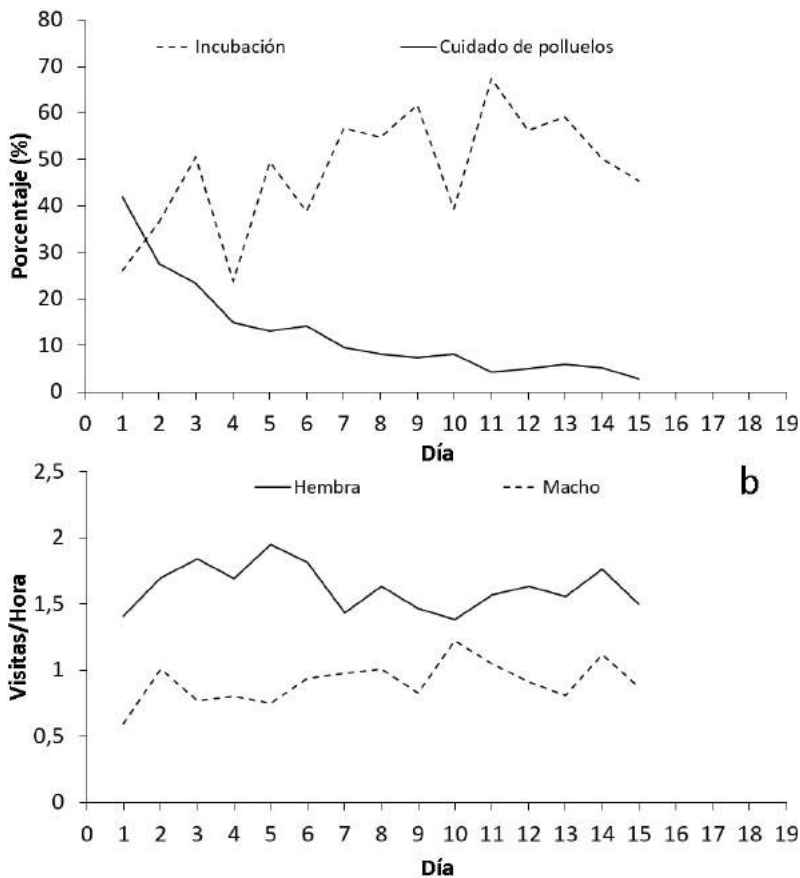 80
70
60
50
40
30
20
10
0
Porcentaje (%)
Incubación
Cuidado de polluelos
0 1 2 3 4 5 6 7 8 9 10 11 12 13 14 15 16 17 18 19
Día
2,5
2
1,5
1
0,5
0
Visitas/Hora
Hembra
Macho
b
0 1 2 3 4 5 6 7 8 9 10 11 12 13 14 15 16 17 18 19
Día